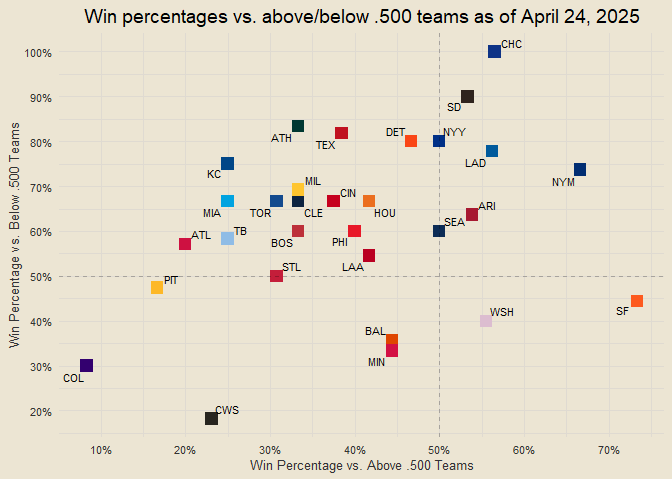 Win percentages vs. above/below .500 teams as of April 24, 2025
Win Percentage vs. Below .500 Teams
100%
90%
80%
70%
60%
50%
40%
30%
20%
CHC
SD
ATH
TEX
DET
NYY
LAD
KC
NYM
MIL
CIN
MIA
TOR
CLE
HOU
ARI
SEA
ATL
TB
BOS
PHI
LAA
STL
PIT
SF
WSH
BAL
MIN
COL
CWS
10%
20%
30%
40%
50%
60%
70%
Win Percentage vs. Above .500 Teams